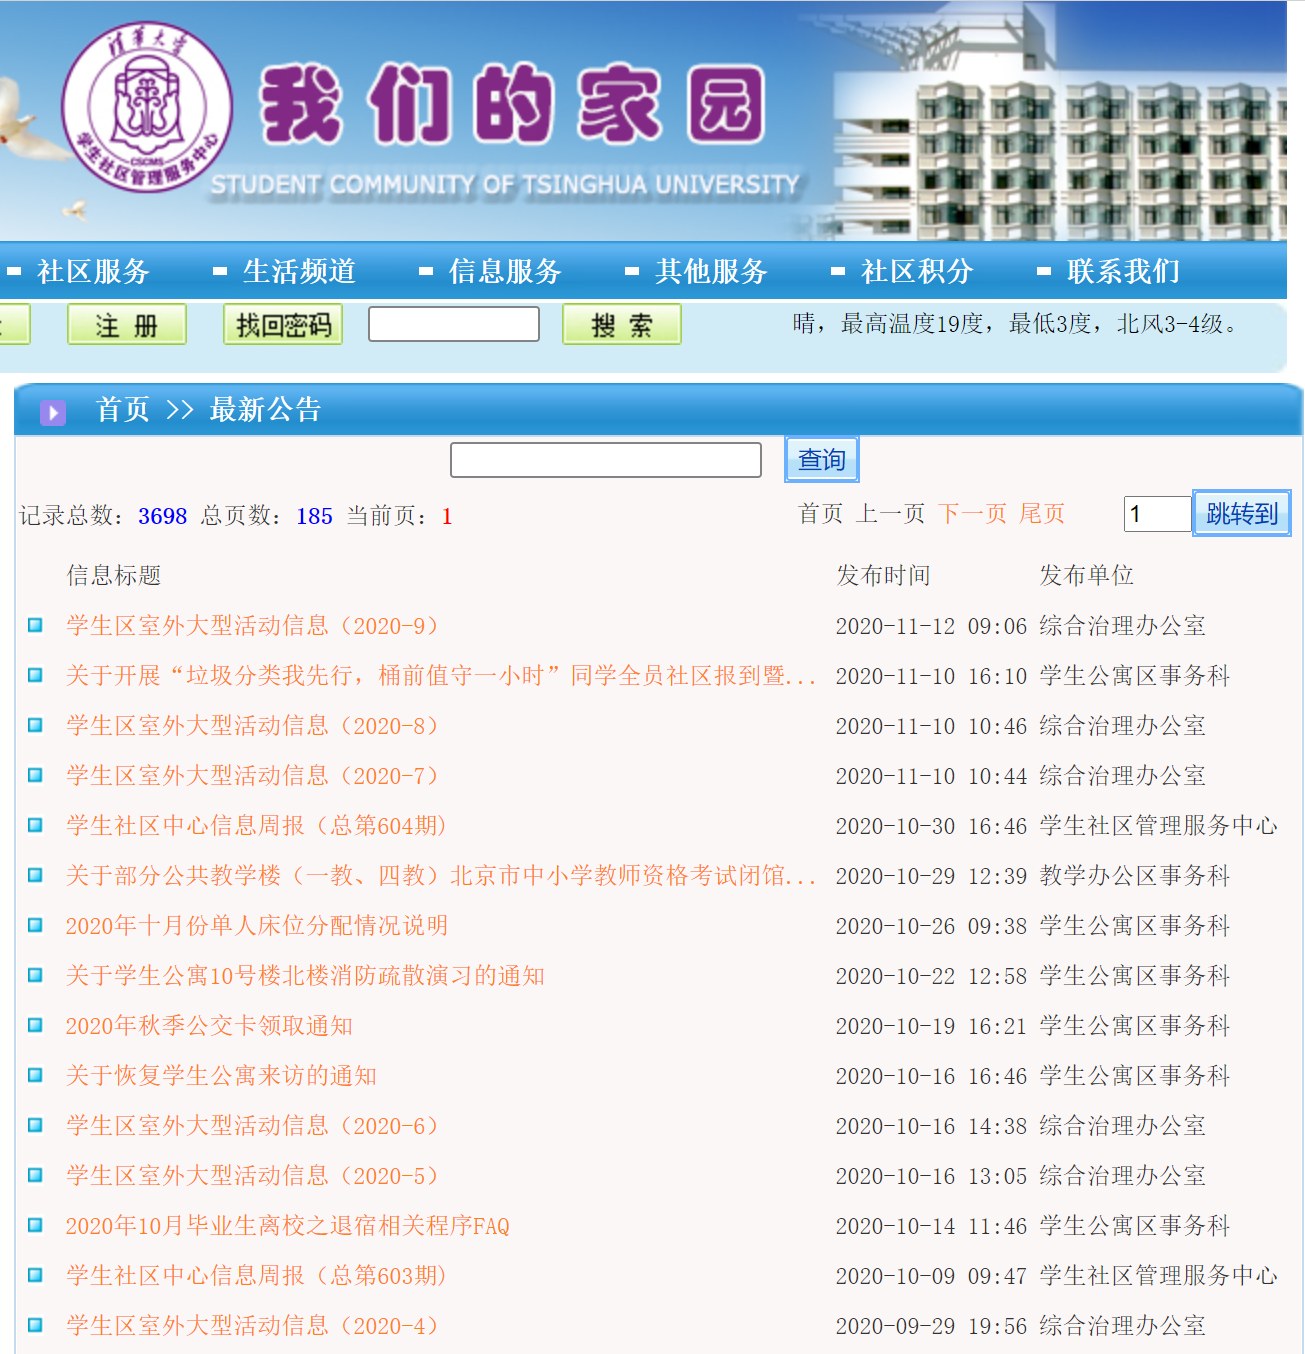 清华大学
学生社区管理服务中心
CSCMS
我们的家园
STUDENT COMMUNITY OF TSINGHUA UNIVERSITY
社区服务 生活频道 信息服务 其他服务 社区积分 联系我们
注 册 找回密码 搜 索 晴，最高温度19度，最低3度，北风3-4级。
首页 >> 最新公告
查询
记录总数：3698 总页数：185 当前页：1 首页 上一页 下一页 尾页 1 跳转到
信息标题 发布时间 发布单位
学生区室外大型活动信息（2020-9） 2020-11-12 09:06 综合治理办公室
关于开展“垃圾分类我先行，桶前值守一小时”同学全员社区报到暨... 2020-11-10 16:10 学生公寓区事务科
学生区室外大型活动信息（2020-8） 2020-11-10 10:46 综合治理办公室
学生区室外大型活动信息（2020-7） 2020-11-10 10:44 综合治理办公室
学生社区中心信息周报（总第604期） 2020-10-30 16:46 学生社区管理服务中心
关于部分公共教学楼（一教、四教）北京市中小学教师资格考试闭馆... 2020-10-29 12:39 教学办公区事务科
2020年十月份单人床位分配情况说明 2020-10-26 09:38 学生公寓区事务科
关于学生公寓10号楼北楼消防疏散演习的通知 2020-10-22 12:58 学生公寓区事务科
2020年秋季公交卡领取通知 2020-10-19 16:21 学生公寓区事务科
关于恢复学生公寓来访的通知 2020-10-16 16:46 学生公寓区事务科
学生区室外大型活动信息（2020-6） 2020-10-16 14:38 综合治理办公室
学生区室外大型活动信息（2020-5） 2020-10-16 13:05 综合治理办公室
2020年10月毕业生离校之退宿相关程序FAQ 2020-10-14 11:46 学生公寓区事务科
学生社区中心信息周报（总第603期） 2020-10-09 09:47 学生社区管理服务中心
学生区室外大型活动信息（2020-4） 2020-09-29 19:56 综合治理办公室